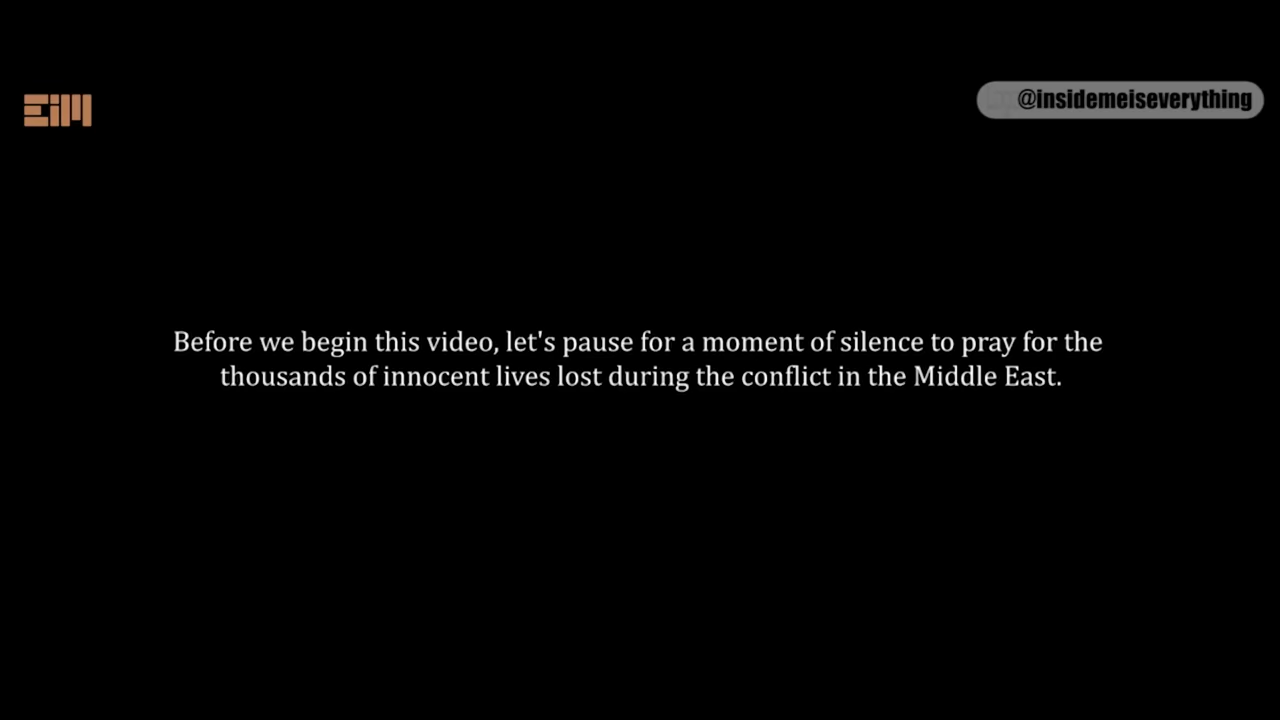 EiM
@insidemeiseverything
Before we begin this video, let's pause for a moment of silence to pray for the
thousands of innocent lives lost during the conflict in the Middle East.